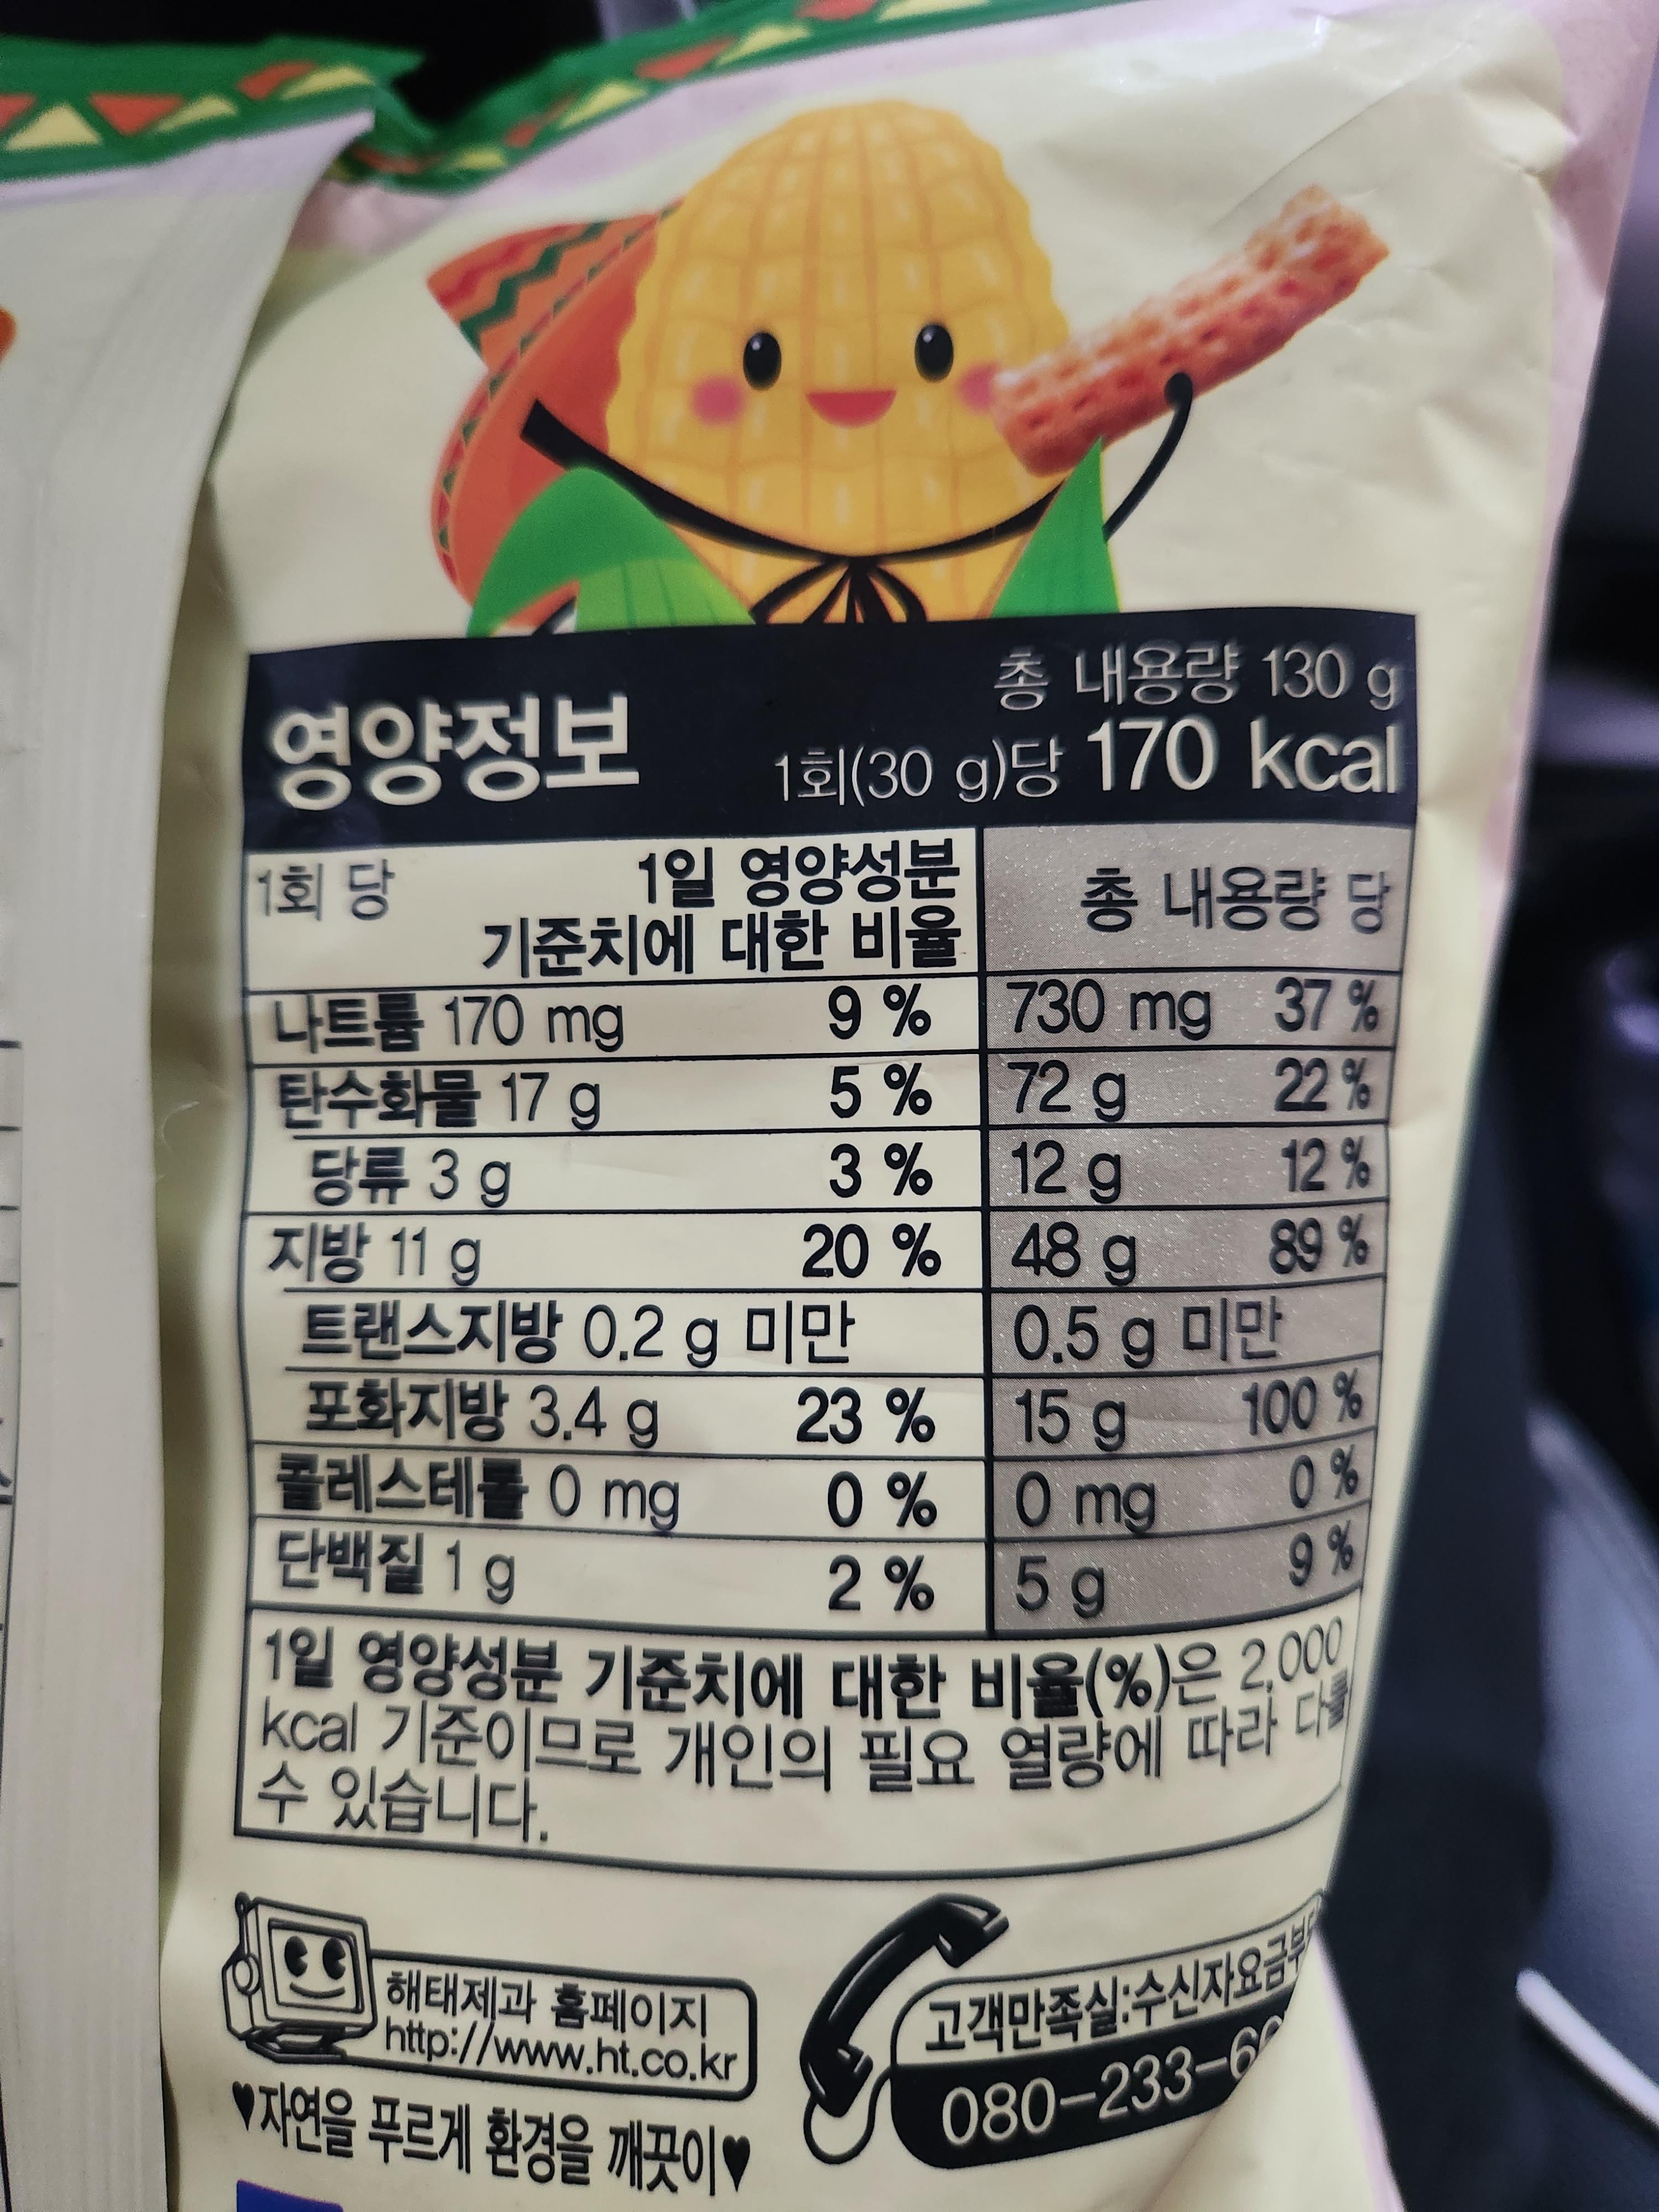 영양정보
총 내용량 130 g
1회(30 g)당 170 kcal
1회 당
1일 영양성분
기준치에 대한 비율
총 내용량 당
나트륨 170 mg 9 % 730 mg 37 %
탄수화물 17 g 5 % 72 g 22 %
당류 3 g 3 % 12 g 12 %
지방 11 g 20 % 48 g 89 %
트랜스지방 0.2 g 미만 0.5 g 미만
포화지방 3.4 g 23 % 15 g 100 %
콜레스테롤 0 mg 0 % 0 mg 0 %
단백질 1 g 2 % 5 g 9 %
1일 영양성분 기준치에 대한 비율(%)은 2,000
kcal 기준이므로 개인의 필요 열량에 따라 다를
수 있습니다.
해태제과 홈페이지
http://www.ht.co.kr
♥자연을 푸르게 환경을 깨끗이♥
고객만족실:수신자요금부
080-233-6